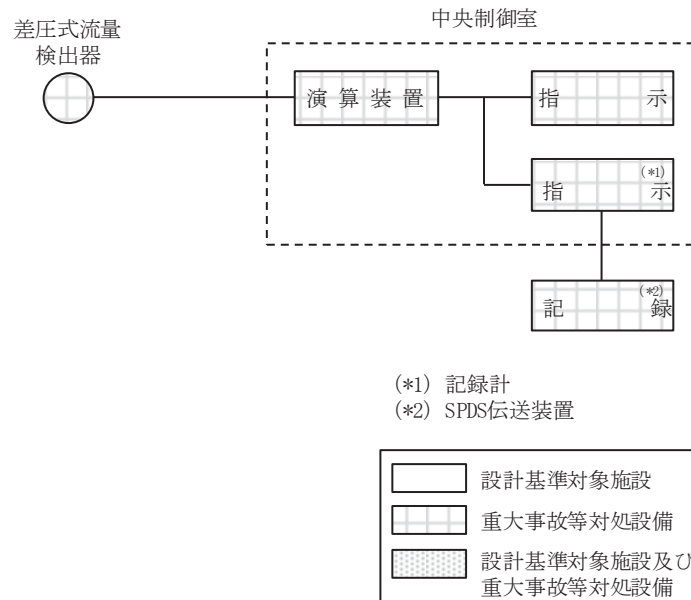 中央制御室
差圧式流量
検出器
演算装置
指示
(*1)
指示
(*2)
記録
(*1) 記録計
(*2) SPDS伝送装置
設計基準対象施設
重大事故等対処設備
設計基準対象施設及び
重大事故等対処設備